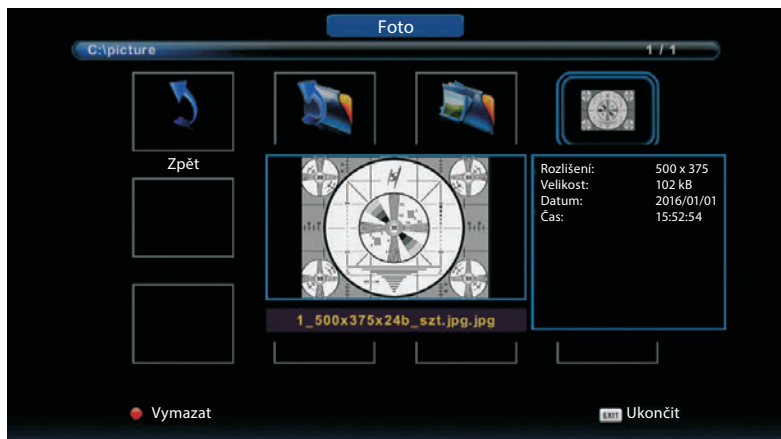 Foto
C:\picture
1 / 1
Zpět
Rozlišení: 500 x 375
Velikost: 102 kB
Datum: 2016/01/01
Čas: 15:52:54
1_500x375x24b_szt.jpg.jpg
Vymazat
EXIT Ukončit